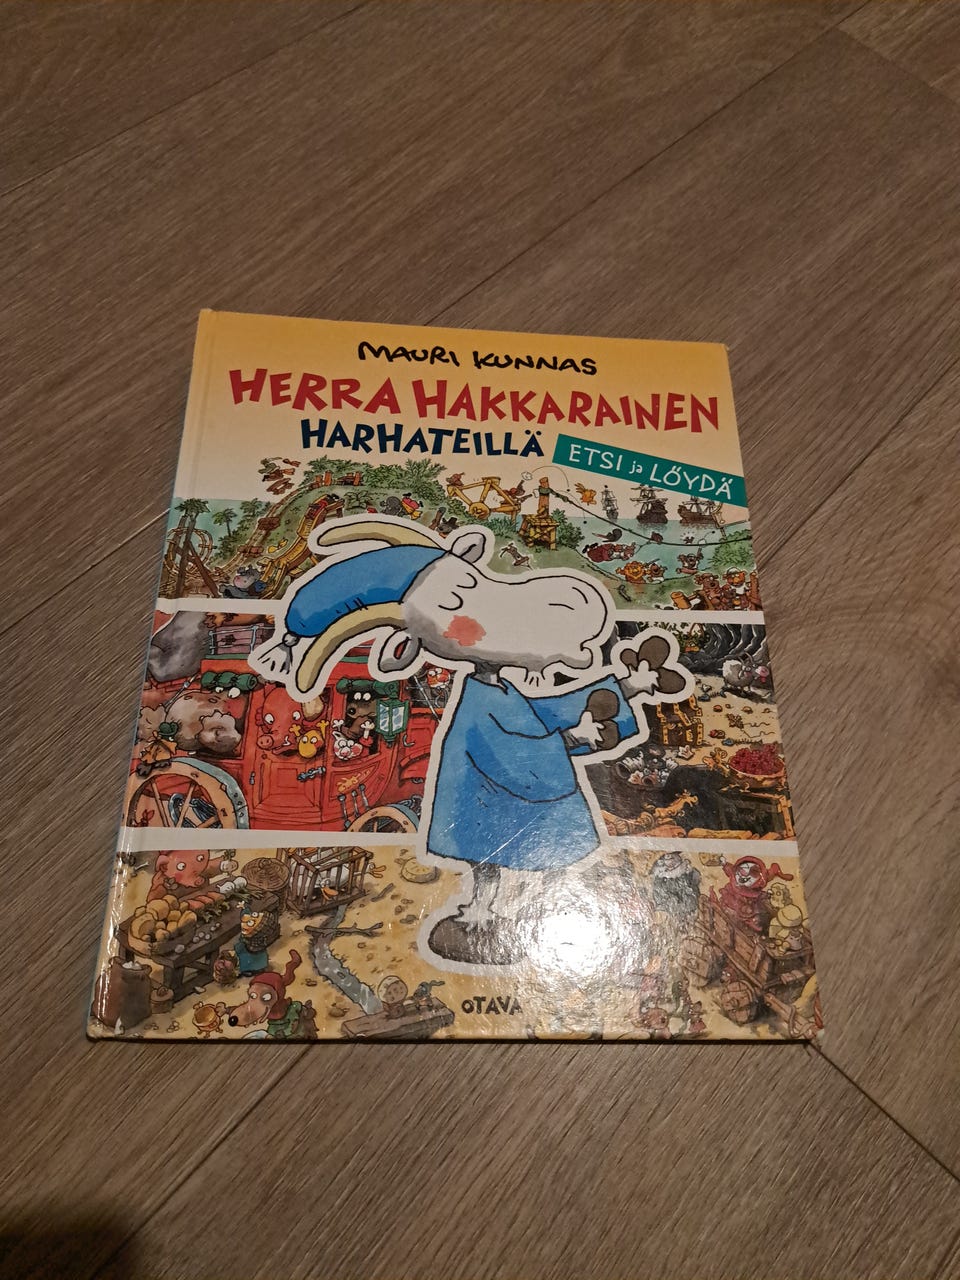 MAURI KUNNAS
HERRA HAKKARAINEN
HARHATEILLÄ
ETSI ja LÖYDÄ
OTAVA